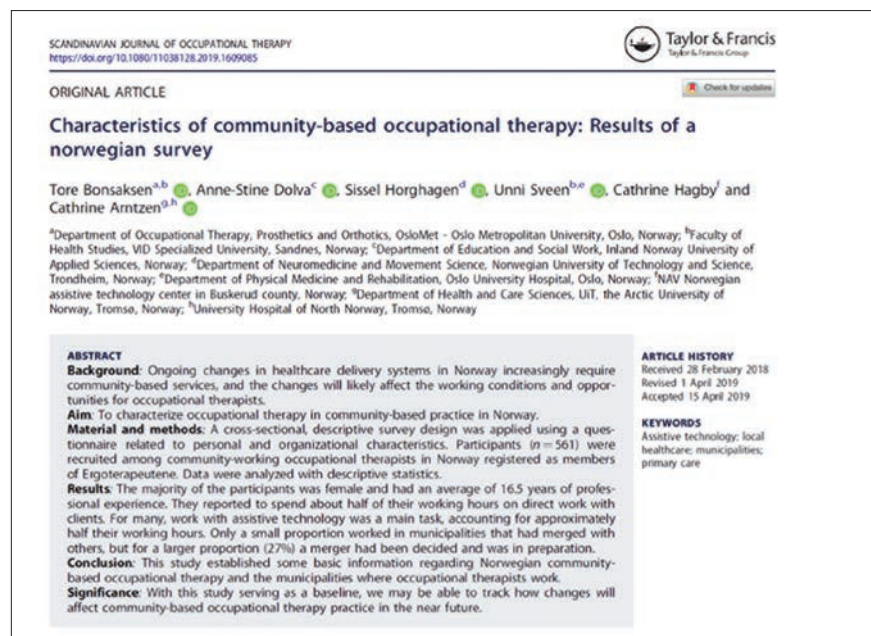 SCANDINAVIAN JOURNAL OF OCCUPATIONAL THERAPY
https://doi.org/10.1080/11038128.2019.1609085
Taylor & Francis
Taylor & Francis Group
Check for updates
ORIGINAL ARTICLE
Characteristics of community-based occupational therapy: Results of a
norwegian survey
Tore Bonsaksen a,b, Anne-Stine Dolva c, Sissel Horghagen d, Unni Sveen b,e, Cathrine Hagby f and
Cathrine Arntzen g,h
aDepartment of Occupational Therapy, Prosthetics and Orthotics, OsloMet - Oslo Metropolitan University, Oslo, Norway; bFaculty of
Health Studies, VID Specialized University, Sandnes, Norway; cDepartment of Education and Social Work, Inland Norway University of
Applied Sciences, Norway; dDepartment of Neuromedicine and Movement Science, Norwegian University of Technology and Science,
Trondheim, Norway; eDepartment of Physical Medicine and Rehabilitation, Oslo University Hospital, Oslo, Norway; fNAV Norwegian
assistive technology center in Buskerud county, Norway; gDepartment of Health and Care Sciences, UiT, the Arctic University of
Norway, Tromsø, Norway; hUniversity Hospital of North Norway, Tromsø, Norway
ABSTRACT
Background: Ongoing changes in healthcare delivery systems in Norway increasingly require
community-based services, and the changes will likely affect the working conditions and oppor-
tunities for occupational therapists.
Aim: To characterize occupational therapy in community-based practice in Norway.
Material and methods: A cross-sectional, descriptive survey design was applied using a ques-
tionnaire related to personal and organizational characteristics. Participants (n = 561) were
recruited among community-working occupational therapists in Norway registered as members
of Ergoterapeutene. Data were analyzed with descriptive statistics.
Results: The majority of the participants was female and had an average of 16.5 years of profes-
sional experience. They reported to spend about half of their working hours on direct work with
clients. For many, work with assistive technology was a main task, accounting for approximately
half their working hours. Only a small proportion worked in municipalities that had merged with
others, but for a larger proportion (27%) a merger had been decided and was in preparation.
Conclusion: This study established some basic information regarding Norwegian community-
based occupational therapy and the municipalities where occupational therapists work.
Significance: With this study serving as a baseline, we may be able to track how changes will
affect community-based occupational therapy practice in the near future.
ARTICLE HISTORY
Received 28 February 2018
Revised 1 April 2019
Accepted 15 April 2019
KEYWORDS
Assistive technology; local
healthcare; municipalities;
primary care